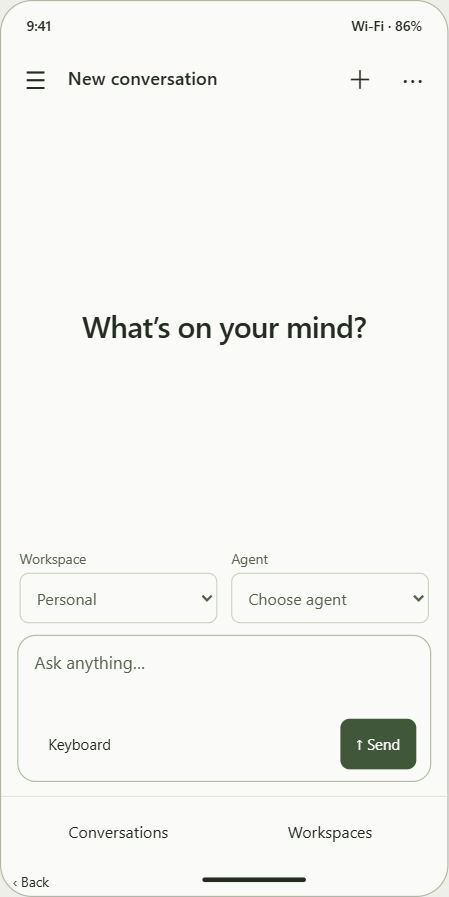 9:41 Wi-Fi · 86%
New conversation
What's on your mind?
Workspace Agent
Personal Choose agent
Ask anything...
Keyboard ↑ Send
Conversations Workspaces
‹ Back